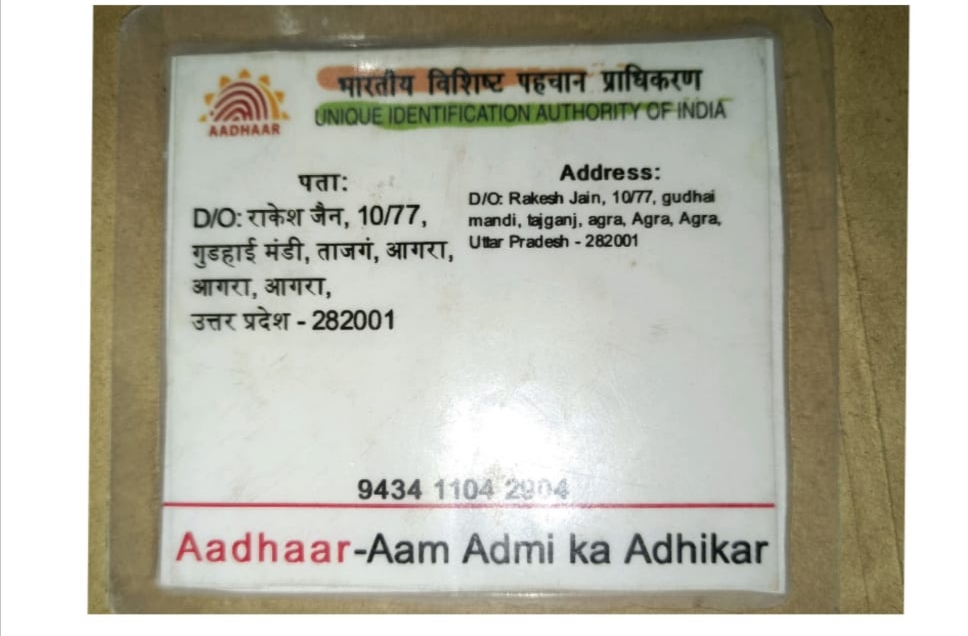 भारतीय विशिष्ट पहचान प्राधिकरण
UNIQUE IDENTIFICATION AUTHORITY OF INDIA
AADHAAR
पता:
D/O: राकेश जैन, 10/77,
गुडहाई मंडी, ताजगं, आगरा,
आगरा, आगरा,
उत्तर प्रदेश - 282001
Address:
D/O: Rakesh Jain, 10/77, gudhai
mandi, tajganj, agra, Agra, Agra,
Uttar Pradesh - 282001
9434 1104 2904
Aadhaar-Aam Admi ka Adhikar